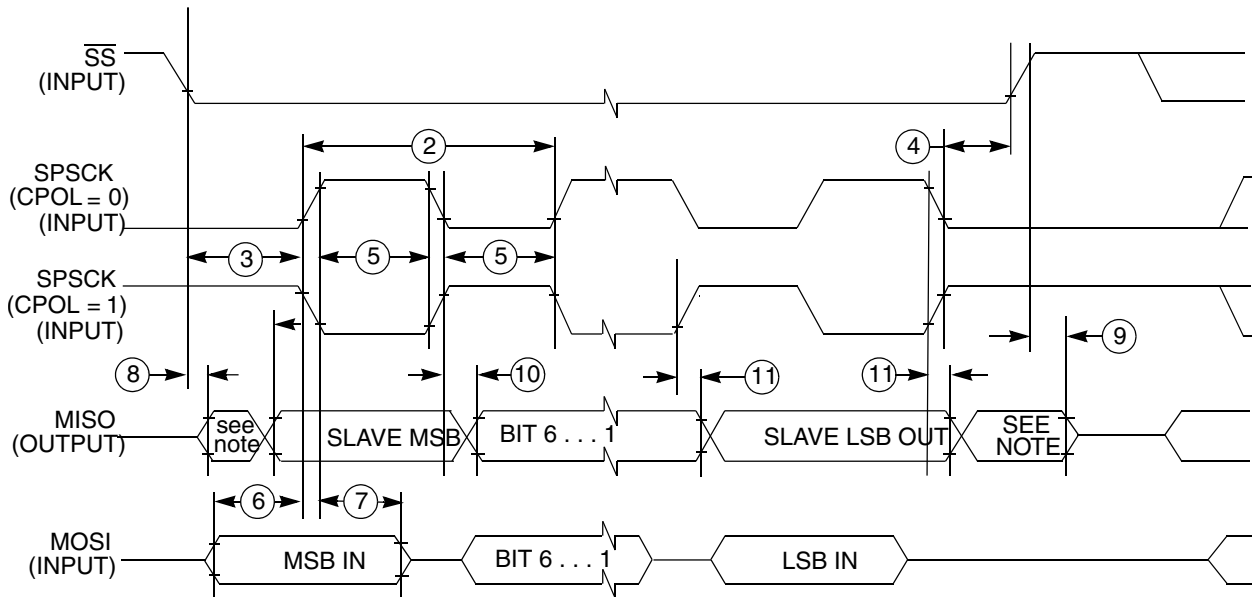 SS
(INPUT)
2
4
SPSCK
(CPOL = 0)
(INPUT)
3
5
5
SPSCK
(CPOL = 1)
(INPUT)
9
8
10
11
11
MISO
(OUTPUT)
see
note
SLAVE MSB
BIT 6 . . . 1
SLAVE LSB OUT
SEE
NOTE
6
7
MOSI
(INPUT)
MSB IN
BIT 6 . . . 1
LSB IN